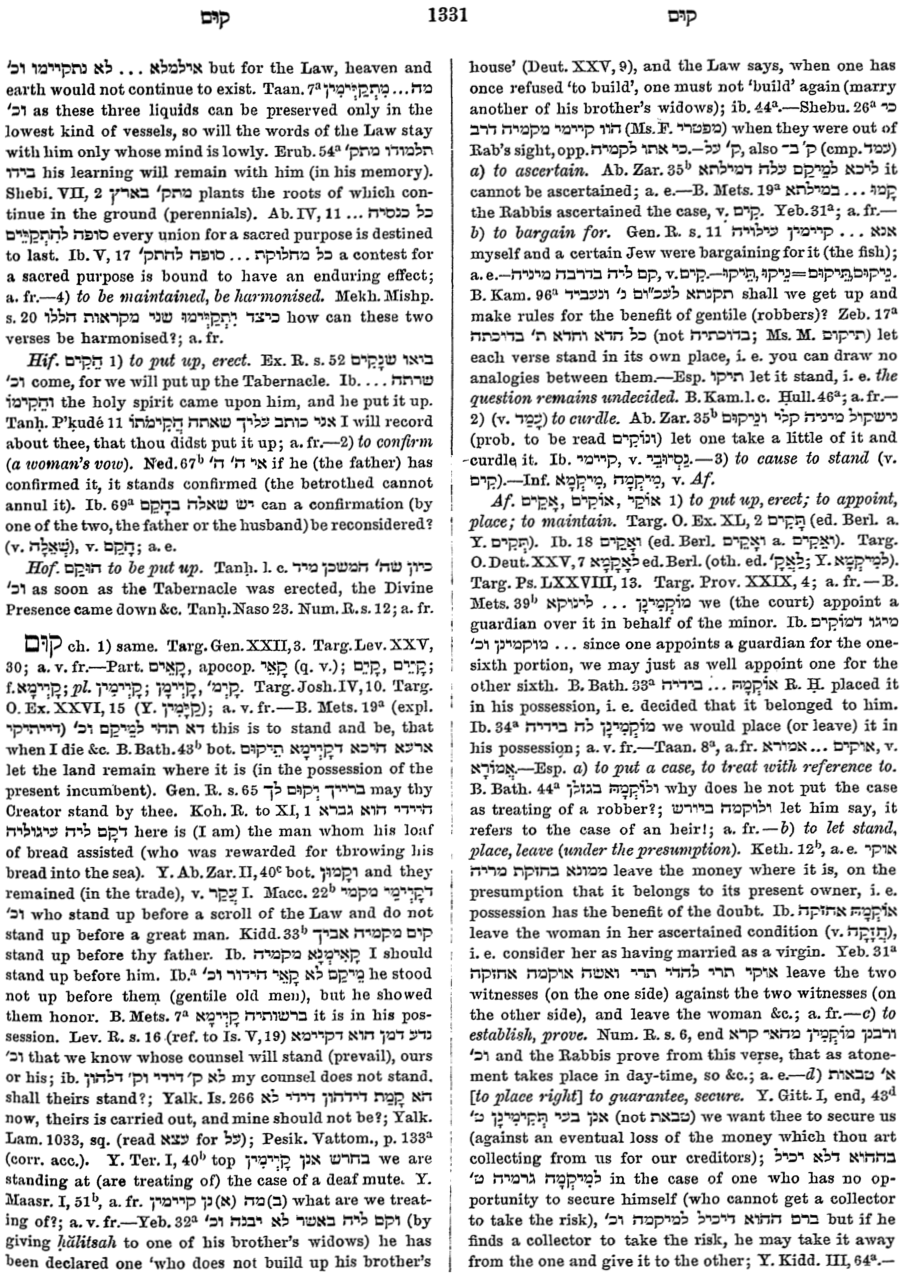 קום 1331 קום
אילמלא ... לא נתקיימו וכ׳ but for the Law, heaven and
earth would not continue to exist. Taan. 7ᵃ מה ... מִתְקַיְּימִין
וכ׳ as these three liquids can be preserved only in the
lowest kind of vessels, so will the words of the Law stay
with him only whose mind is lowly. Erub. 54ᵃ תלמודו מתק׳
בידו his learning will remain with him (in his memory).
Shebi. VII, 2 מתק׳ בארץ plants the roots of which con-
tinue in the ground (perennials). Ab. IV, 11 ... כל כנסיה
סופה להִתְקַיֵּים every union for a sacred purpose is destined
to last. Ib. V, 17 כל מחלוקת ... סופה להתק׳ a contest for
a sacred purpose is bound to have an enduring effect;
a. fr.—4) to be maintained, be harmonised. Mekh. Mishp.
s. 20 כיצד יִתְקַיְּימוּ שני מקראות הללו how can these two
verses be harmonised?; a. fr.
Hif. הֵקִים 1) to put up, erect. Ex. R. s. 52 בואו שנָּקִים
וכ׳ come, for we will put up the Tabernacle. Ib. ... שרתה
והֱקִימוֹ the holy spirit came upon him, and he put it up.
Tanḥ. P'ḳudé 11 אני כותב עליך שאתה הֲקִימֹתוֹ I will record
about thee, that thou didst put it up; a. fr.—2) to confirm
(a woman's vow). Ned. 67ᵇ אי ה׳ ה׳ if he (the father) has
confirmed it, it stands confirmed (the betrothed cannot
annul it). Ib. 69ᵃ יש שאלה בהֶקֵם can a confirmation (by
one of the two, the father or the husband) be reconsidered?
(v. שְׁאֵלָה), v. הֶקֵם; a. e.
Hof. הוּקַם to be put up. Tanḥ. l. c. כיון שה׳ המשכן מיד
וכ׳ as soon as the Tabernacle was erected, the Divine
Presence came down &c. Tanḥ. Naso 23. Num. R. s. 12; a. fr.
קוּם ch. 1) same. Targ. Gen. XXII, 3. Targ. Lev. XXV,
30; a. v. fr.—Part. קָאֵים, apocop. קָאֵי (q. v.); קַיָּים, קָיֵם;
f. קַיְימָא; pl. קַיְימִין; קָיְימָן, קָיְמ׳. Targ. Josh. IV, 10. Targ.
O. Ex. XXVI, 15 (Y. קַיְּמִין); a. v. fr.—B. Mets. 19ᵃ (expl.
דייתיקי) דא תהי למֵיקַם וכ׳ this is to stand and be, that
when I die &c. B. Bath. 43ᵇ bot. ארעא היכא דקַיְימָא תֵיקוּם
let the land remain where it is (in the possession of the
present incumbent). Gen. R. s. 65 ברייך יְקוּם לך may thy
Creator stand by thee. Koh. R. to XI, 1 היידי הוא גברא
דקָם ליה עיגוליה here is (I am) the man whom his loaf
of bread assisted (who was rewarded for throwing his
bread into the sea). Y. Ab. Zar. II, 40ᶜ bot. וקָמוּן and they
remained (in the trade), v. עֲקַר I. Macc. 22ᵇ דקָיְימֵי מקמי
וכ׳ who stand up before a scroll of the Law and do not
stand up before a great man. Kidd. 33ᵇ קים מקמיה אביך
stand up before thy father. Ib. קָאֵימְנָא מקמיה I should
stand up before him. Ib.ᵃ מֵיקַם לא קָאֵי הידור וכ׳ he stood
not up before them (gentile old men), but he showed
them honor. B. Mets. 7ᵃ ברשותיה קָיְימָא it is in his pos-
session. Lev. R. s. 16 (ref. to Is. V, 19) נדע דמן הוא דקיימא
וכ׳ that we know whose counsel will stand (prevail), ours
or his; ib. לא ק׳ דידי וק׳ דלהון my counsel does not stand.
shall theirs stand?; Yalk. Is. 266 הא קָמַת דידהון דידי לא
now, theirs is carried out, and mine should not be?; Yalk.
Lam. 1033, sq. (read עצא for על); Pesik. Vattom., p. 133ᵃ
(corr. acc.). Y. Ter. I, 40ᵇ top בחרש אנן קָיְימִין we are
standing at (are treating of) the case of a deaf mute. Y.
Maasr. I, 51ᵇ, a. fr. (ב)מה (א)נן קיימין what are we treat-
ing of?; a. v. fr.—Yeb. 32ᵃ וקם ליה באשר לא יבנה וכ׳ (by
giving ḥălitsah to one of his brother's widows) he has
been declared one 'who does not build up his brother's
house' (Deut. XXV, 9), and the Law says, when one has
once refused 'to build', one must not 'build' again (marry
another of his brother's widows); ib. 44ᵃ.—Shebu. 26ᵃ כי
הוו קיימי מקמיה דרב (Ms. F. מפטרי) when they were out of
Rab's sight, opp. כי אתו לקמיה.—ק׳ על, also ק׳ ב־ (cmp. עמד)
a) to ascertain. Ab. Zar. 35ᵇ ליכא למֵיקַם עלה דמילתא it
cannot be ascertained; a. e.—B. Mets. 19ᵃ קָמוּ ... במילתא
the Rabbis ascertained the case, v. קַיֵּם. Yeb. 31ᵃ; a. fr.—
b) to bargain for. Gen. R. s. 11 אנא ... קיימין עילויה
myself and a certain Jew were bargaining for it (the fish);
a. e.—קם ליה בדרבה מיניה, v. קִים.—נֵיקוּ, תֵּיקוּ=נֵיקוּם, תֵּיקוּם.
B. Kam. 96ᵃ נ׳ ונעביד תקנתא לעכו״ם shall we get up and
make rules for the benefit of gentile (robbers)? Zeb. 17ᵃ
כל חדא וחדא ת׳ בדוכתה (not בדוכתיה; Ms. M. תיקום) let
each verse stand in its own place, i. e. you can draw no
analogies between them.—Esp. תיקו let it stand, i. e. the
question remains undecided. B. Kam. l. c. Ḥull. 46ᵃ; a. fr.—
2) (v. עֲמַד) to curdle. Ab. Zar. 35ᵇ נישקול מיניה קלי וניקום
(prob. to be read ונוֹקִים) let one take a little of it and
curdle it. Ib. קיימי, v. נַסְיוּבֵי.—3) to cause to stand (v.
קַיֵּם).—Inf. מֵיקַם, מֵיקְמָה, מֵיקְמָא, v. Af.
Af. אוֹקֵי, אוֹקִים, אָקֵים 1) to put up, erect; to appoint,
place; to maintain. Targ. O. Ex. XL, 2 תָּקִים (ed. Berl. a.
Y. תְּקִים). Ib. 18 וַאֲקֵים (ed. Berl. וַאֲקִים a. וַאֲקֵים). Targ.
O. Deut. XXV, 7 לַאֲקָמָא ed. Berl. (oth. ed. לַאֲקָ׳; Y. לְמֵיקְמָא).
Targ. Ps. LXXVIII, 13. Targ. Prov. XXIX, 4; a. fr.—B.
Mets. 39ᵇ מוֹקְמִינָן ... לינוקא we (the court) appoint a
guardian over it in behalf of the minor. Ib. מיגו דמוֹקְמִים
מוקמינן וכ׳ ... since one appoints a guardian for the one-
sixth portion, we may just as well appoint one for the
other sixth. B. Bath. 33ᵃ אוֹקְמָהּ ... בידיה R. Ḥ. placed it
in his possession, i. e. decided that it belonged to him.
Ib. 34ᵃ מוֹקְמִינָן לה בידיה we would place (or leave) it in
his possession; a. v. fr.—Taan. 8ᵃ, a. fr. אוקים ... אמורא, v.
אֲמוֹרָא.—Esp. a) to put a case, to treat with reference to.
B. Bath. 44ᵃ ולוֹקְמָהּ בגזלן why does he not put the case
as treating of a robber?; ולוקמה ביורש let him say, it
refers to the case of an heir!; a. fr.—b) to let stand,
place, leave (under the presumption). Keth. 12ᵇ, a. e. אוקי
ממונא בחזקת מריה leave the money where it is, on the
presumption that it belongs to its present owner, i. e.
possession has the benefit of the doubt. Ib. אוֹקְמָהּ אחזקה
leave the woman in her ascertained condition (v. חֲזָקָה),
i. e. consider her as having married as a virgin. Yeb. 31ᵃ
אוקי תרי להדי תרי ואשה אוקמה אחזקה leave the two
witnesses (on the one side) against the two witnesses (on
the other side), and leave the woman &c.; a. fr.—c) to
establish, prove. Num. R. s. 6, end ורבנן מוֹקְמִין מהאי קרא
וכ׳ and the Rabbis prove from this verse, that as atone-
ment takes place in day-time, so &c.; a. e.—d) א׳ טבאות
[to place right] to guarantee, secure. Y. Gitt. I, end, 43ᵈ
אנן בעי תְּקֵימִינָן ט׳ (not טבאת) we want thee to secure us
(against an eventual loss of the money which thou art
collecting from us for our creditors); בההוא דלא יכיל
למֵיקְמָה גרמיה ט׳ in the case of one who has no op-
portunity to secure himself (who cannot get a collector
to take the risk), ברם ההוא דיכיל למיקמה וכ׳ but if he
finds a collector to take the risk, he may take it away
from the one and give it to the other; Y. Kidd. III, 64ᵃ.—